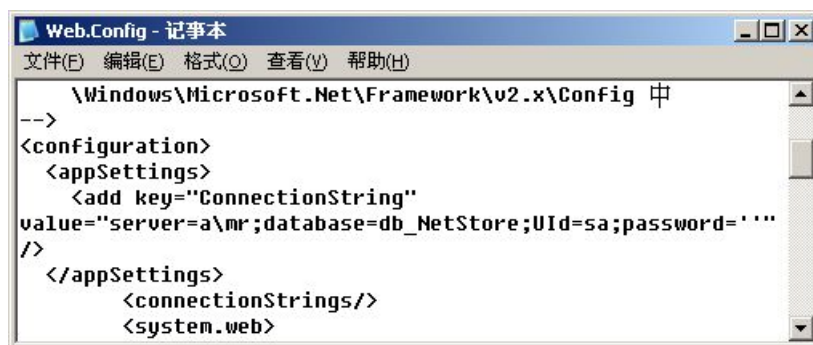 Web.Config - 记事本
文件(F) 编辑(E) 格式(O) 查看(V) 帮助(H)
\Windows\Microsoft.Net\Framework\v2.x\Config 中
-->
<configuration>
<appSettings>
<add key="ConnectionString"
value="server=a\mr;database=db_NetStore;UId=sa;password=''"
/>
</appSettings>
<connectionStrings/>
<system.web>